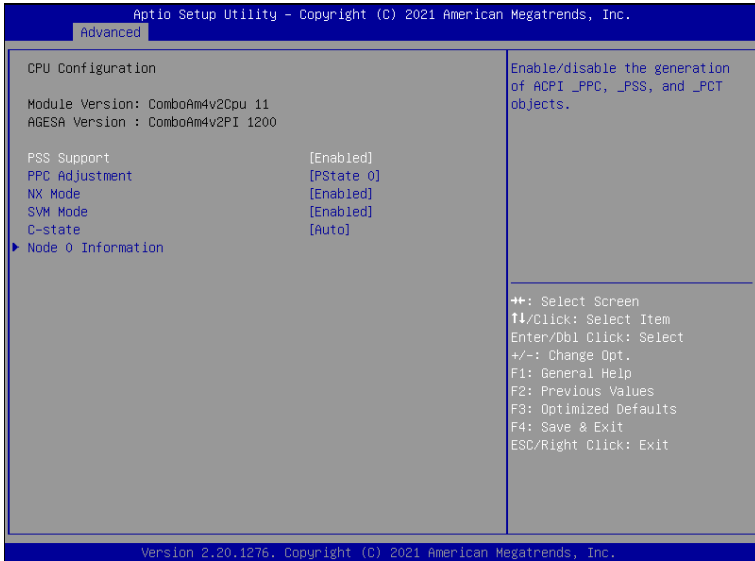 Aptio Setup Utility – Copyright (C) 2021 American Megatrends, Inc.
Advanced
CPU Configuration
Module Version: ComboAm4v2Cpu 11
AGESA Version : ComboAm4v2PI 1200
PSS Support [Enabled]
PPC Adjustment [PState 0]
NX Mode [Enabled]
SVM Mode [Enabled]
C-state [Auto]
Node 0 Information
Enable/disable the generation
of ACPI _PPC, _PSS, and _PCT
objects.
→←: Select Screen
↑↓/Click: Select Item
Enter/Dbl Click: Select
+/-: Change Opt.
F1: General Help
F2: Previous Values
F3: Optimized Defaults
F4: Save & Exit
ESC/Right Click: Exit
Version 2.20.1276. Copyright (C) 2021 American Megatrends, Inc.